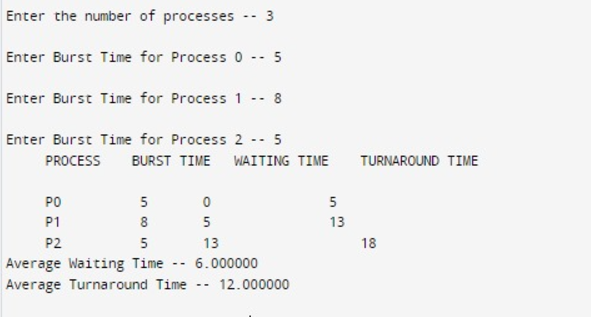 Enter the number of processes -- 3
Enter Burst Time for Process 0 -- 5
Enter Burst Time for Process 1 -- 8
Enter Burst Time for Process 2 -- 5
PROCESS BURST TIME WAITING TIME TURNAROUND TIME
P0 5 0 5
P1 8 5 13
P2 5 13 18
Average Waiting Time -- 6.000000
Average Turnaround Time -- 12.000000